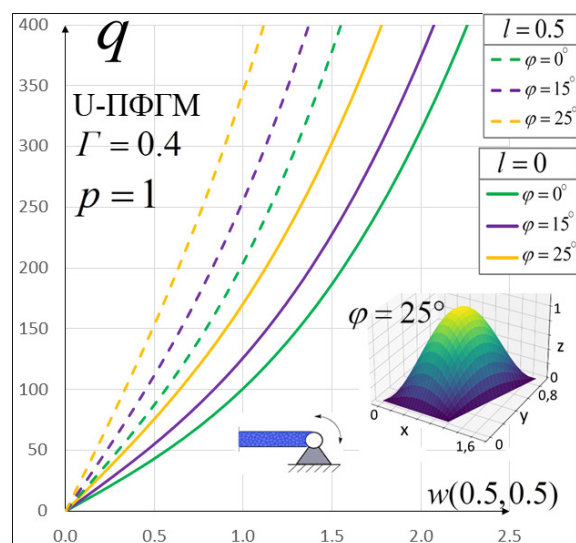 400
350
300
250
200
150
100
50
0
0.0 0.5 1.0 1.5 2.0 2.5
q
U-ПФГМ
Γ = 0.4
p = 1
l = 0.5
φ = 0°
φ = 15°
φ = 25°
l = 0
φ = 0°
φ = 15°
φ = 25°
φ = 25°
1
z
0
0,8
y
0
0
x
1,6
w(0.5,0.5)